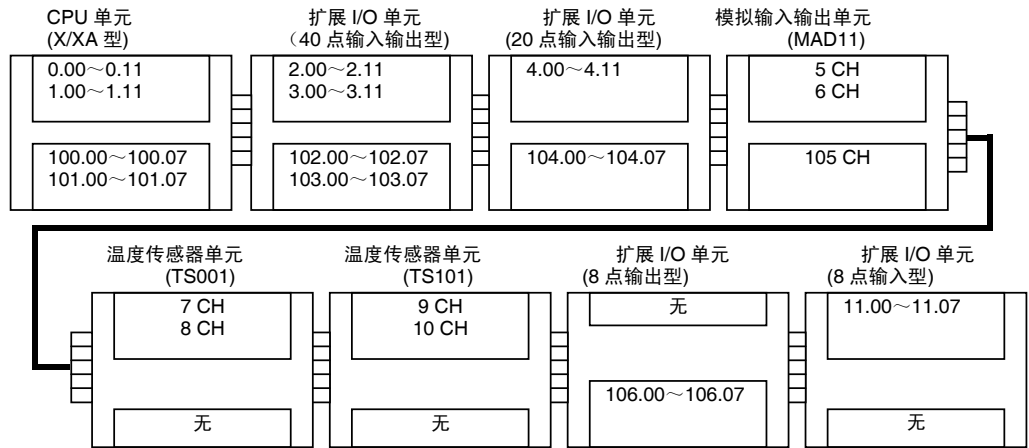 CPU 单元
(X/XA 型)
扩展 I/O 单元
（40 点输入输出型)
扩展 I/O 单元
(20 点输入输出型)
模拟输入输出单元
(MAD11)
0.00～0.11
1.00～1.11
2.00～2.11
3.00～3.11
4.00～4.11
5 CH
6 CH
100.00～100.07
101.00～101.07
102.00～102.07
103.00～103.07
104.00～104.07
105 CH
温度传感器单元
(TS001)
温度传感器单元
(TS101)
扩展 I/O 单元
(8 点输出型)
扩展 I/O 单元
(8 点输入型)
7 CH
8 CH
9 CH
10 CH
无
11.00～11.07
无
无
106.00～106.07
无